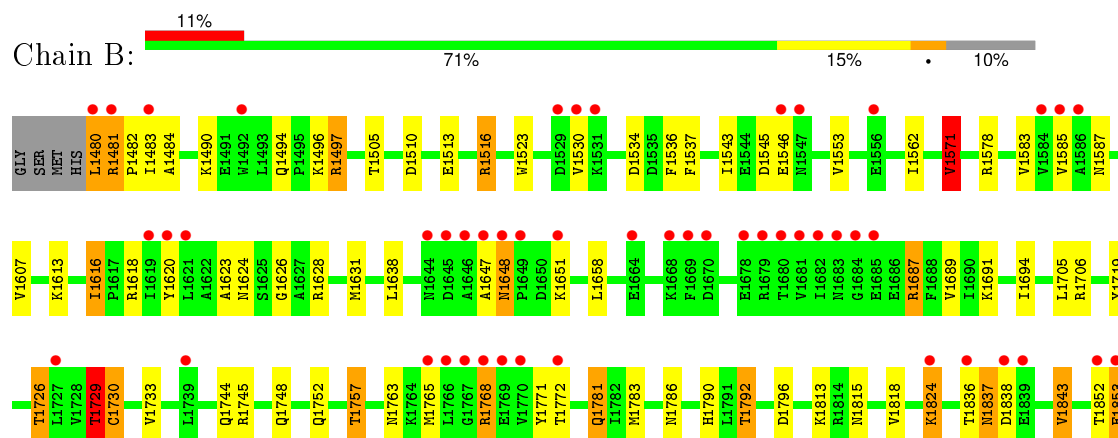 11%
Chain B:
71% 15% • 10%
GLY SER MET HIS L1480 R1481 P1482 I1483 A1484 K1490 E1491 W1492 L1493 Q1494 P1495 K1496 R1497 T1505 D1510 E1513 R1516 W1523 D1529 V1530 K1531 D1534 D1535 F1536 F1537 I1543 E1544 D1545 E1546 N1547 V1553 E1556 I1562 V1571 R1578 V1583 V1584 V1585 A1586 N1587
V1607 K1613 I1616 P1617 R1618 I1619 Y1620 L1621 A1622 A1623 N1624 S1625 G1626 A1627 R1628 M1631 L1638 N1644 D1645 A1646 A1647 N1648 P1649 D1650 K1651 L1658 E1664 K1668 F1669 D1670 E1678 R1679 T1680 V1681 I1682 N1683 G1684 E1685 E1686 R1687 F1688 V1689 I1690 K1691 I1694 L1705 R1706
T1726 L1727 V1728 T1729 C1730 V1733 L1739 Q1744 R1745 Q1748 Q1752 T1757 N1763 K1764 M1765 L1766 G1767 R1768 E1769 V1770 Y1771 T1772 Q1781 I1782 M1783 N1786 H1790 L1791 T1792 D1796 K1813 R1814 N1815 V1818 K1824 T1836 N1837 D1838 E1839 V1843 T1852